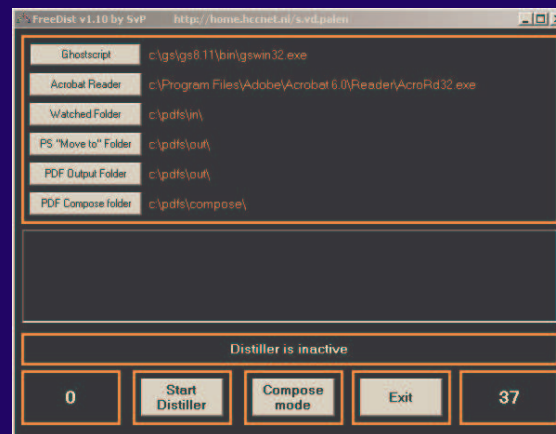 FreeDist v1.10 by SvP http://home.hccnet.nl/s.vd.palen
Ghostscript c:\gs\gs8.11\bin\gswin32.exe
Acrobat Reader c:\Program Files\Adobe\Acrobat 6.0\Reader\AcroRd32.exe
Watched Folder c:\pdfs\in\
PS "Move to" Folder c:\pdfs\out\
PDF Output Folder c:\pdfs\out\
PDF Compose folder c:\pdfs\compose\
Distiller is inactive
0 Start Distiller Compose mode Exit 37